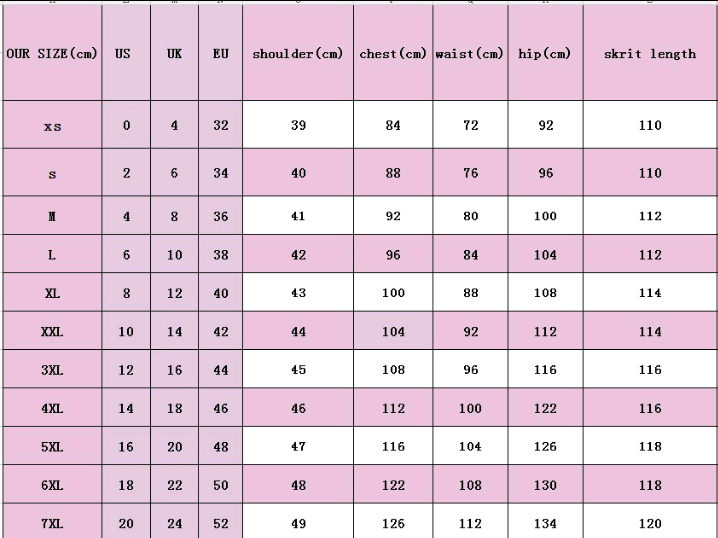 OUR SIZE(cm) US UK EU shoulder(cm) chest(cm) waist(cm) hip(cm) skrit length
xs 0 4 32 39 84 72 92 110
s 2 6 34 40 88 76 96 110
M 4 8 36 41 92 80 100 112
L 6 10 38 42 96 84 104 112
XL 8 12 40 43 100 88 108 114
XXL 10 14 42 44 104 92 112 114
3XL 12 16 44 45 108 96 116 116
4XL 14 18 46 46 112 100 122 116
5XL 16 20 48 47 116 104 126 118
6XL 18 22 50 48 122 108 130 118
7XL 20 24 52 49 126 112 134 120